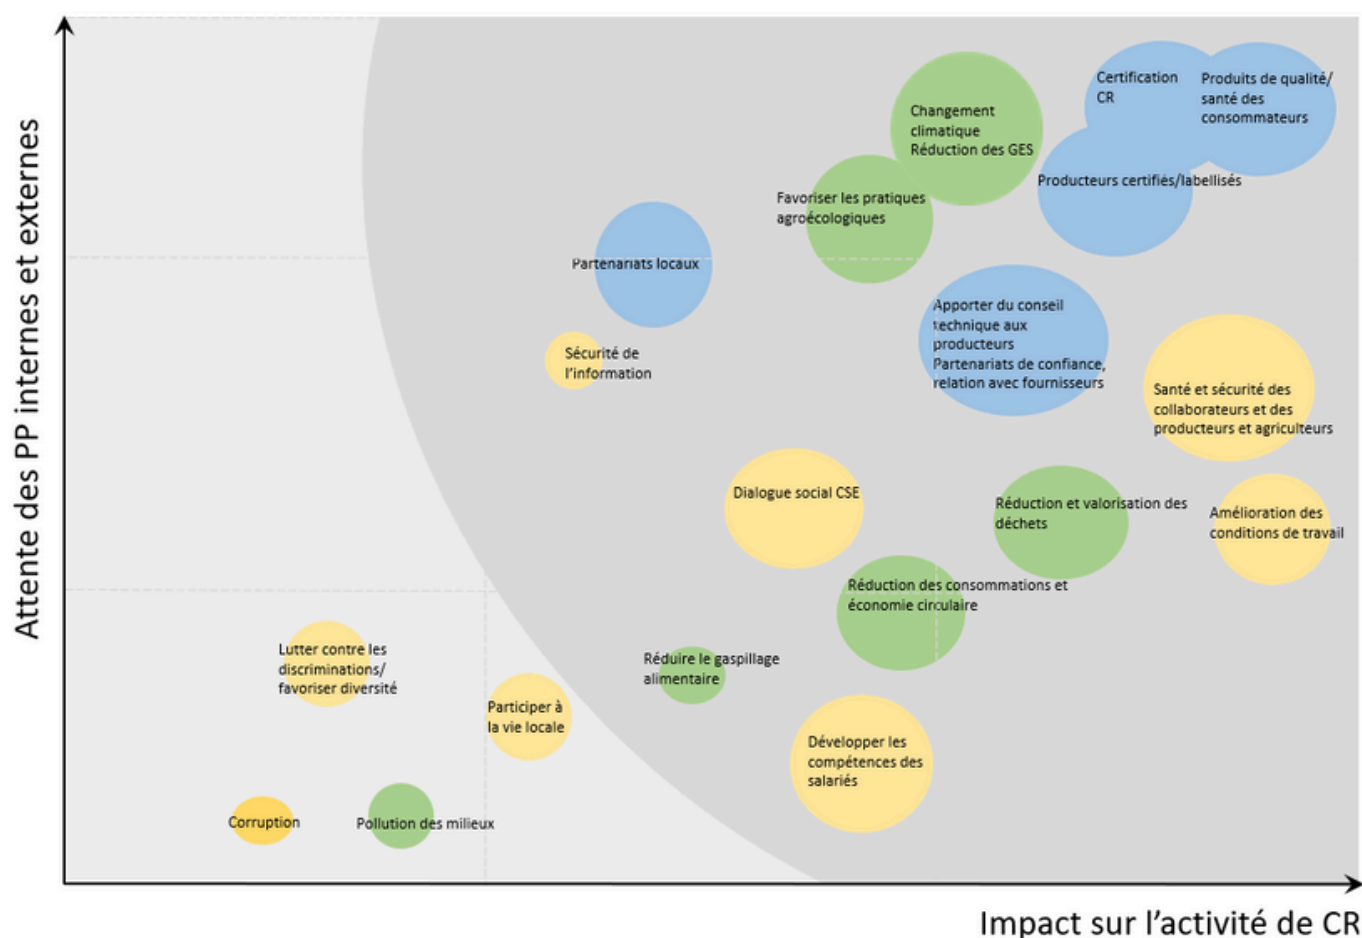 Attente des PP internes et externes
Certification
CR
Produits de qualité/
santé des
consommateurs
Changement
climatique
Réduction des GES
Producteurs certifiés/labellisés
Favoriser les pratiques
agroécologiques
Partenariats locaux
Apporter du conseil
technique aux
producteurs
Partenariats de confiance,
relation avec fournisseurs
Sécurité de
l'information
Santé et sécurité des
collaborateurs et des
producteurs et agriculteurs
Dialogue social CSE
Réduction et valorisation des
déchets
Amélioration des
conditions de travail
Réduction des consommations et
économie circulaire
Lutter contre les
discriminations/
favoriser diversité
Réduire le gaspillage
alimentaire
Participer à
la vie locale
Développer les
compétences des
salariés
Corruption
Pollution des milieux
Impact sur l'activité de CR